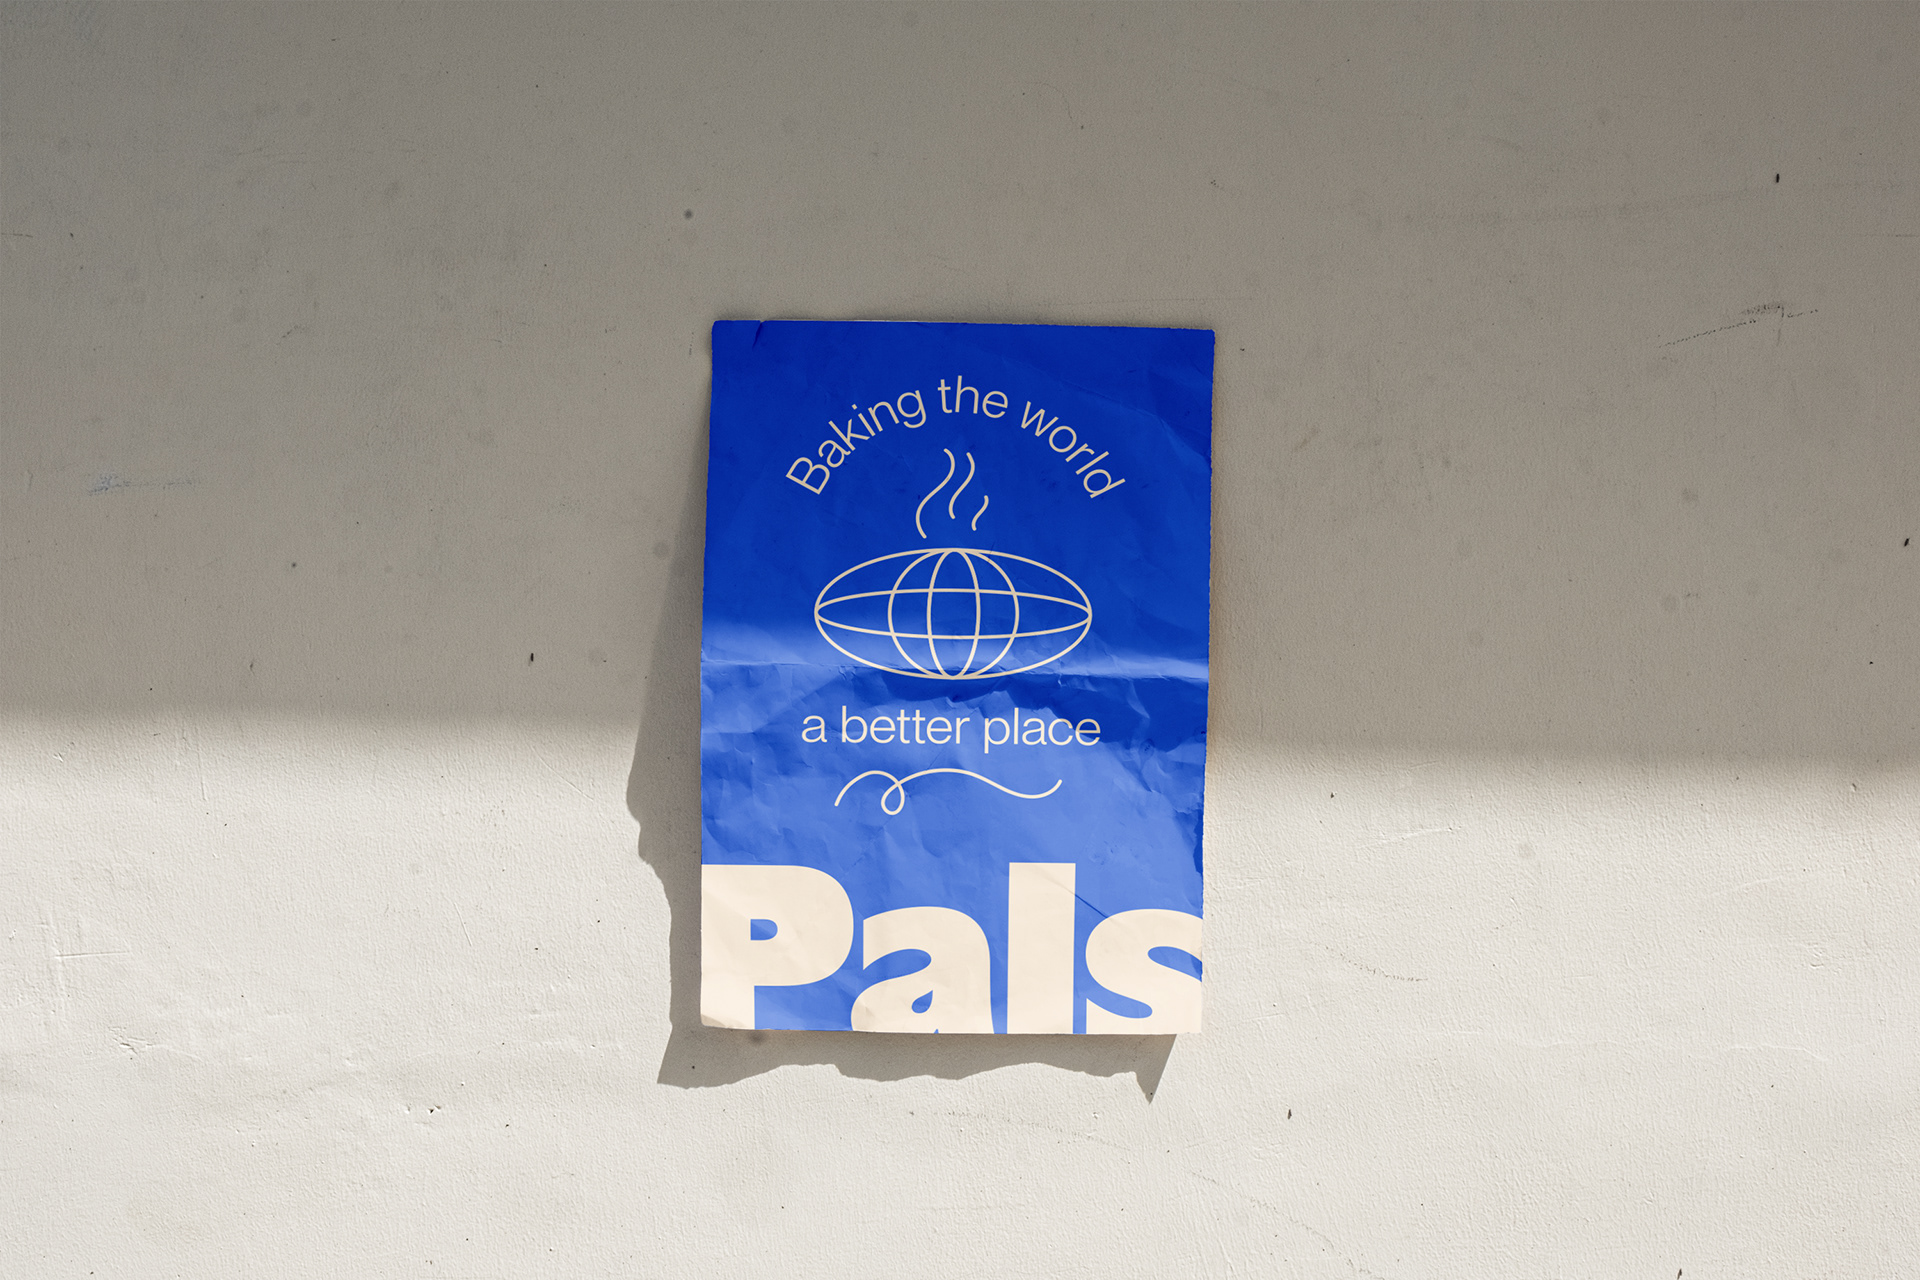 Baking the world
a better place
Pals